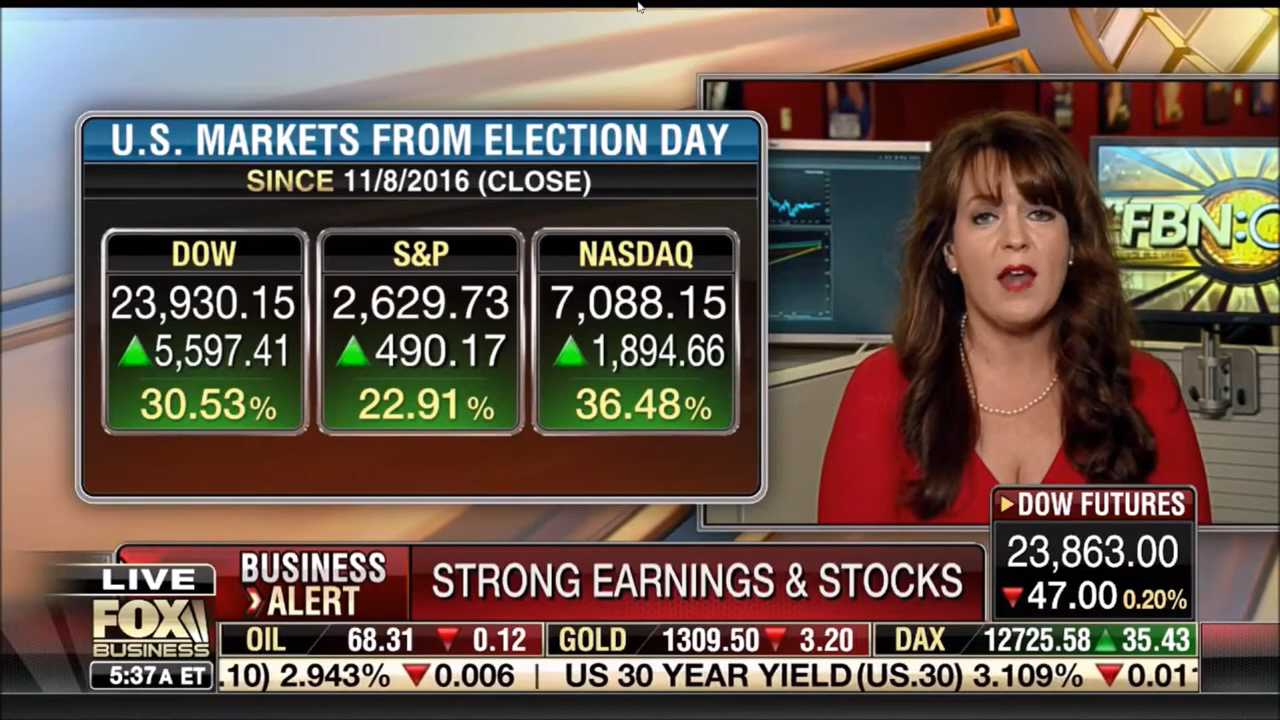 U.S. MARKETS FROM ELECTION DAY
SINCE 11/8/2016 (CLOSE)
DOW
23,930.15
▲5,597.41
30.53%
S&P
2,629.73
▲490.17
22.91%
NASDAQ
7,088.15
▲1,894.66
36.48%
FBN:
DOW FUTURES
23,863.00
▼47.00 0.20%
LIVE
FOX
BUSINESS
5:37A ET
BUSINESS
ALERT
STRONG EARNINGS & STOCKS
OIL 68.31 ▼ 0.12 GOLD 1309.50 ▼ 3.20 DAX 12725.58 ▲ 35.43
.10) 2.943% ▼0.006 | US 30 YEAR YIELD (US.30) 3.109% ▼0.01